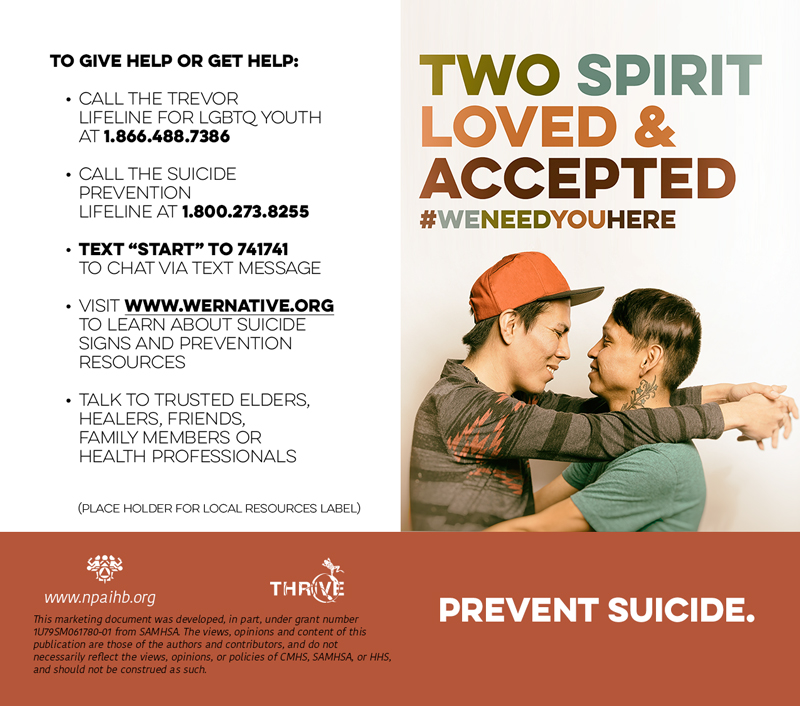 TO GIVE HELP OR GET HELP:
• CALL THE TREVOR
LIFELINE FOR LGBTQ YOUTH
AT 1.866.488.7386
• CALL THE SUICIDE
PREVENTION
LIFELINE AT 1.800.273.8255
• TEXT “START” TO 741741
TO CHAT VIA TEXT MESSAGE
• VISIT WWW.WERNATIVE.ORG
TO LEARN ABOUT SUICIDE
SIGNS AND PREVENTION
RESOURCES
• TALK TO TRUSTED ELDERS,
HEALERS, FRIENDS,
FAMILY MEMBERS OR
HEALTH PROFESSIONALS
(PLACE HOLDER FOR LOCAL RESOURCES LABEL)
www.npaihb.org
THRIVE
This marketing document was developed, in part, under grant number
1U79SM061780-01 from SAMHSA. The views, opinions and content of this
publication are those of the authors and contributors, and do not
necessarily reflect the views, opinions, or policies of CMHS, SAMHSA, or HHS,
and should not be construed as such.
TWO SPIRIT
LOVED &
ACCEPTED
#WENEEDYOUHERE
PREVENT SUICIDE.